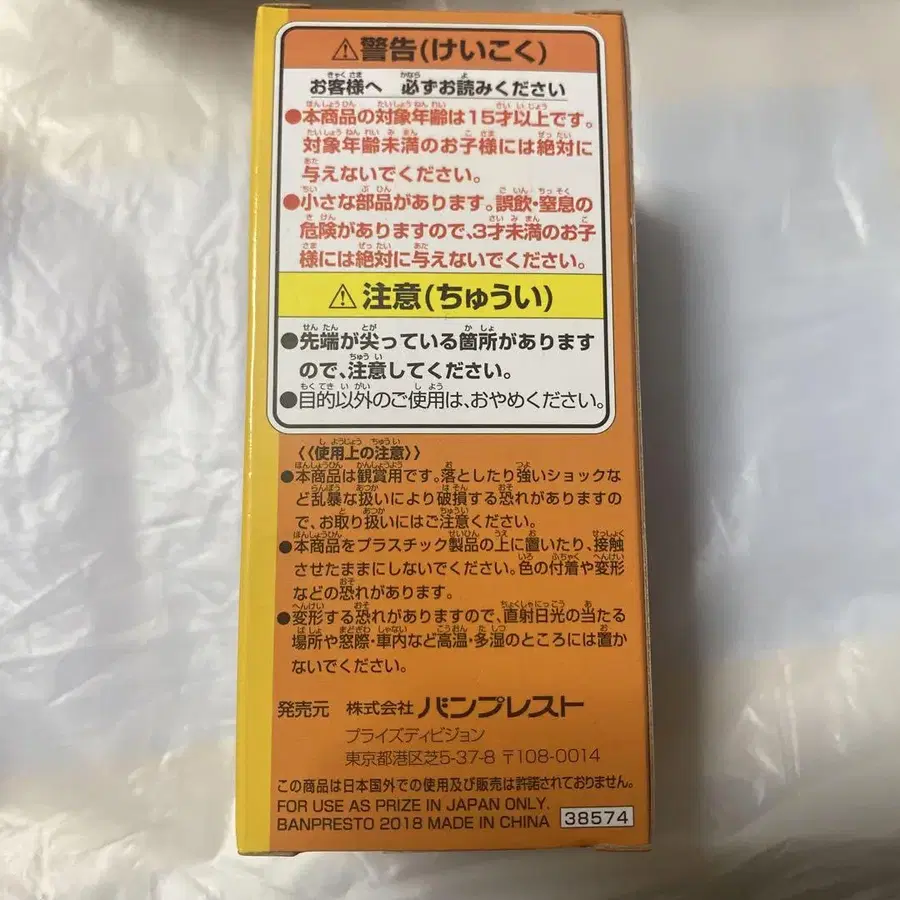 ⚠警告(けいこく)
お客様へ 必ずお読みください
●本商品の対象年齢は15才以上です。
対象年齢未満のお子様には絶対に
与えないでください。
●小さな部品があります。誤飲・窒息の
危険がありますので、3才未満のお子
様には絶対に与えないでください。
⚠注意(ちゅうい)
●先端が尖っている箇所があります
ので、注意してください。
●目的以外のご使用は、おやめください。
《使用上の注意》
●本商品は観賞用です。落としたり強いショックな
ど乱暴な扱いにより破損する恐れがありますの
で、お取り扱いにはご注意ください。
●本商品をプラスチック製品の上に置いたり、接触
させたままにしないでください。色の付着や変形
などの恐れがあります。
●変形する恐れがありますので、直射日光の当たる
場所や窓際・車内など高温・多湿のところには置か
ないでください。
発売元 株式会社 バンプレスト
プライズディビジョン
東京都港区芝5-37-8 〒108-0014
この商品は日本国外での使用及び販売は許諾されておりません。
FOR USE AS PRIZE IN JAPAN ONLY.
BANPRESTO 2018 MADE IN CHINA 38574